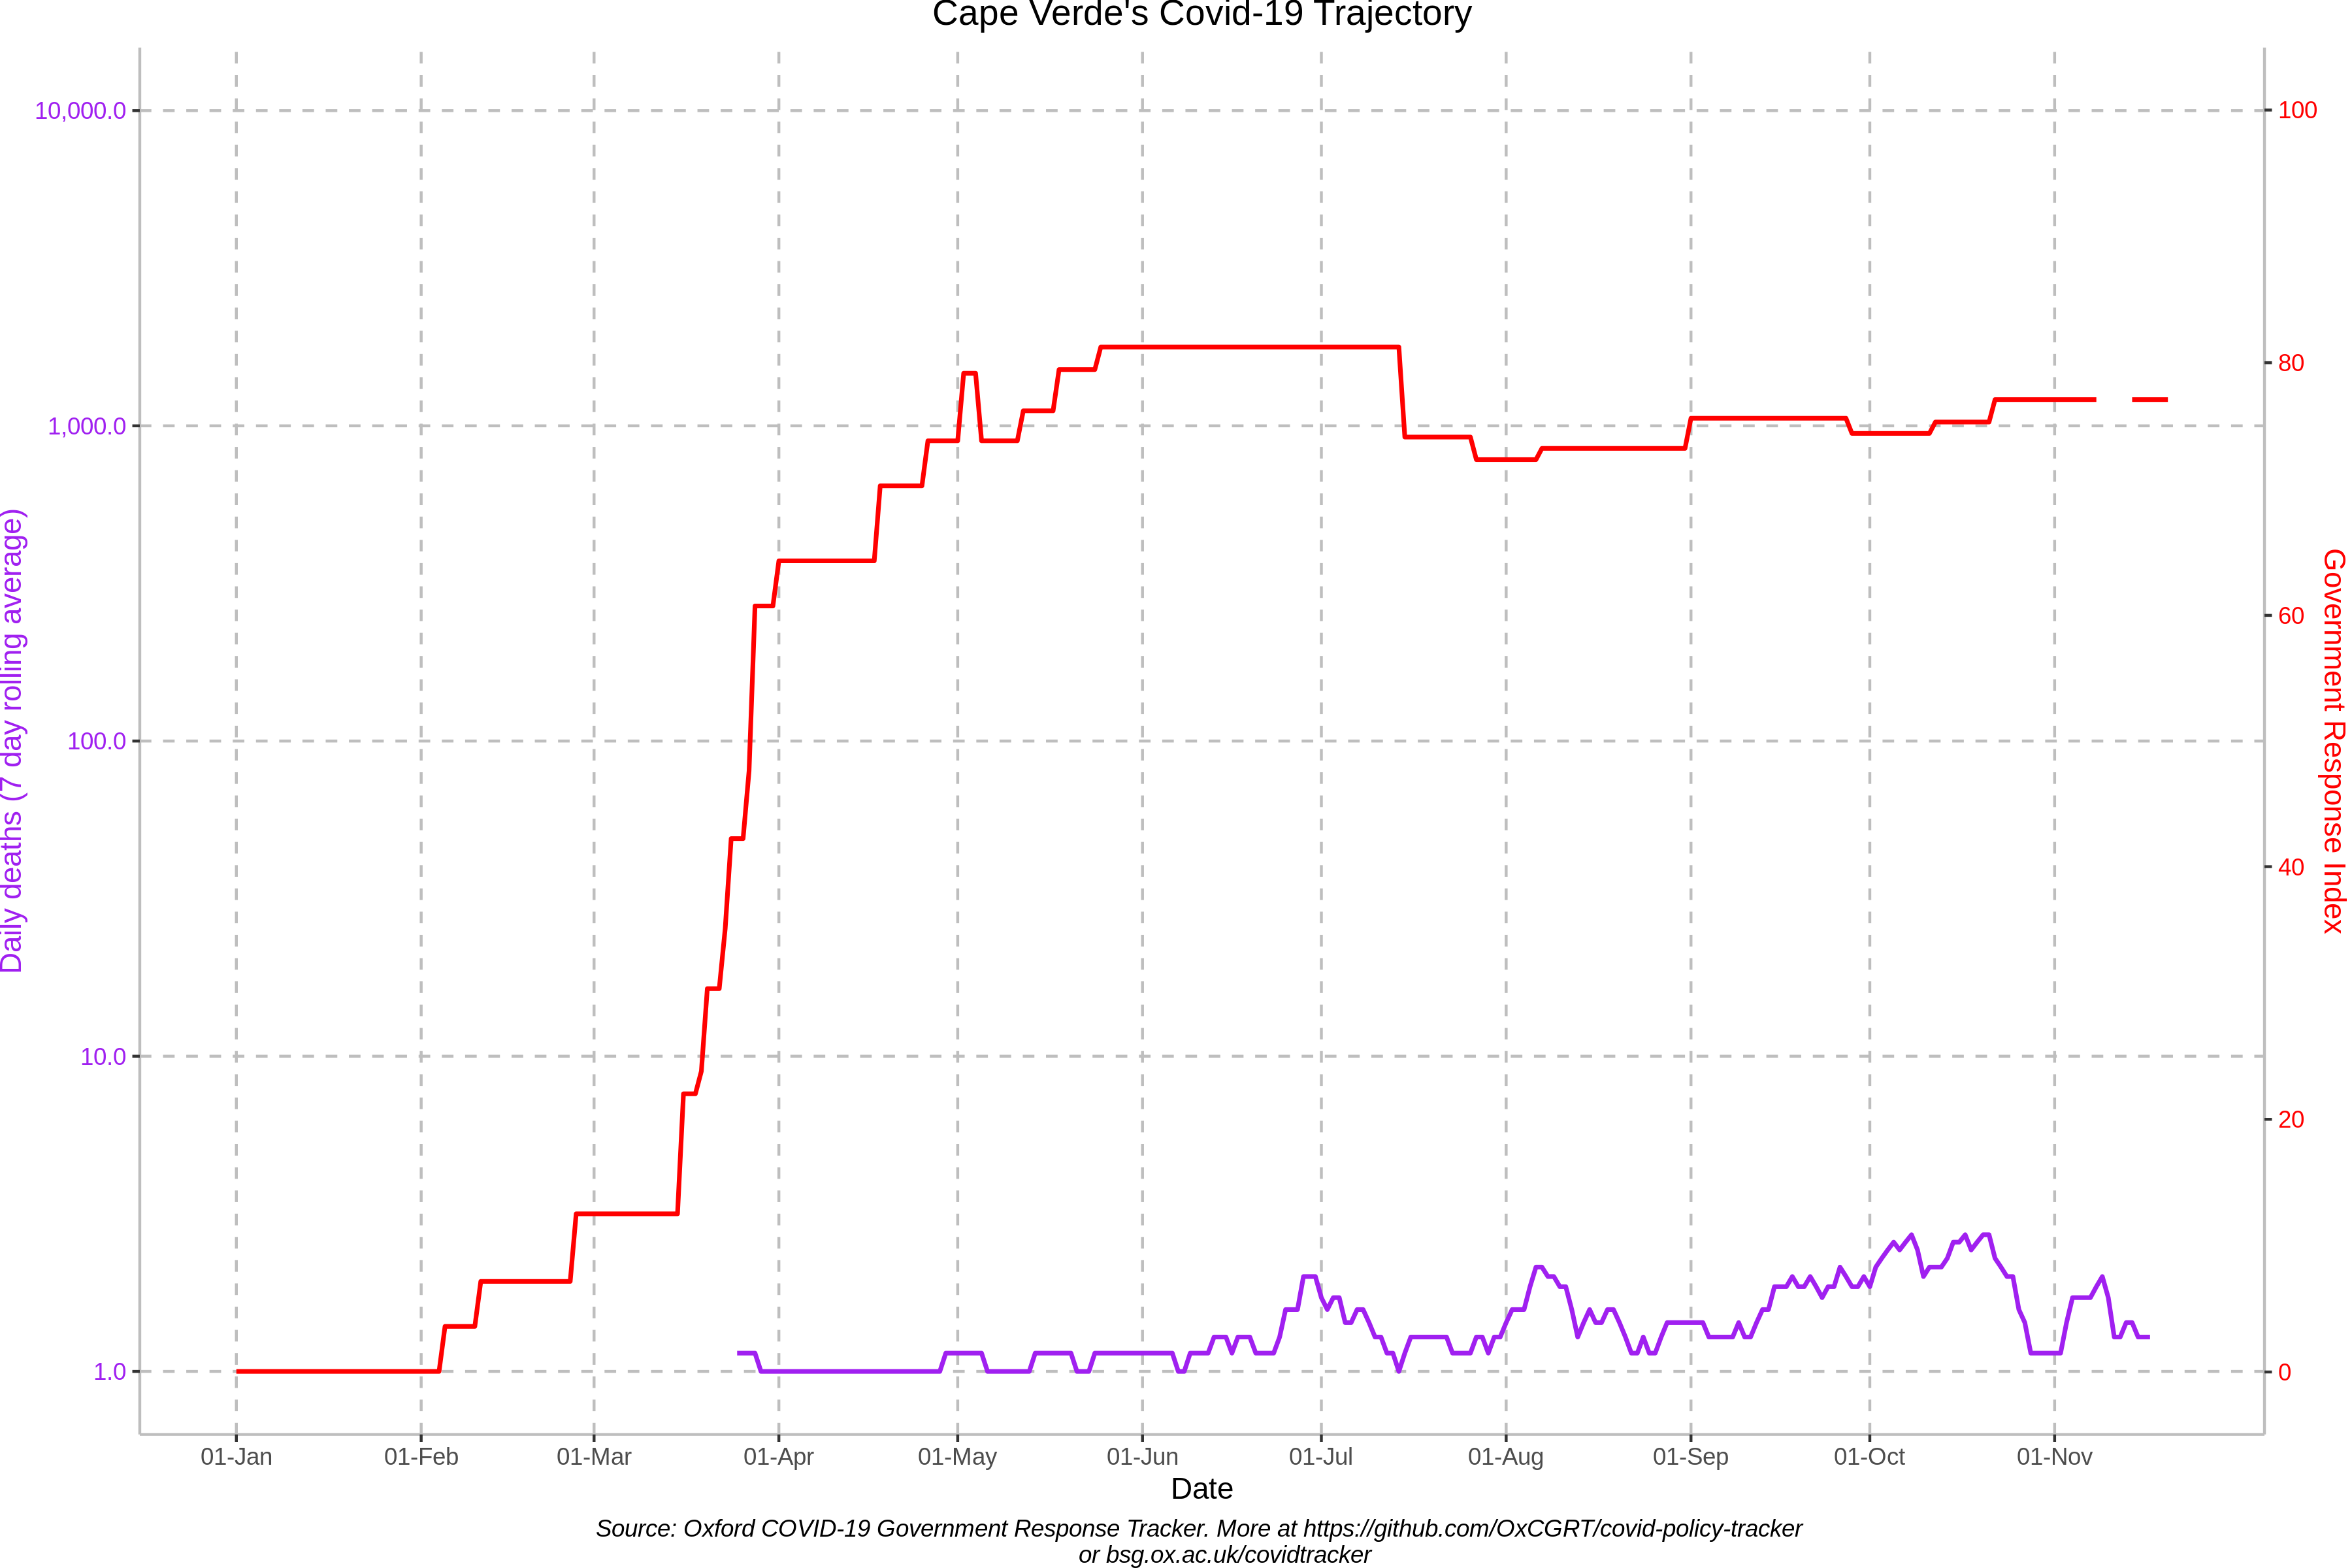 Cape Verde's Covid-19 Trajectory
Daily deaths (7 day rolling average)
10,000.0
1,000.0
100.0
10.0
1.0
100
80
60
40
20
0
Government Response Index
01-Jan
01-Feb
01-Mar
01-Apr
01-May
01-Jun
01-Jul
01-Aug
01-Sep
01-Oct
01-Nov
Date
Source: Oxford COVID-19 Government Response Tracker. More at https://github.com/OxCGRT/covid-policy-tracker
or bsg.ox.ac.uk/covidtracker